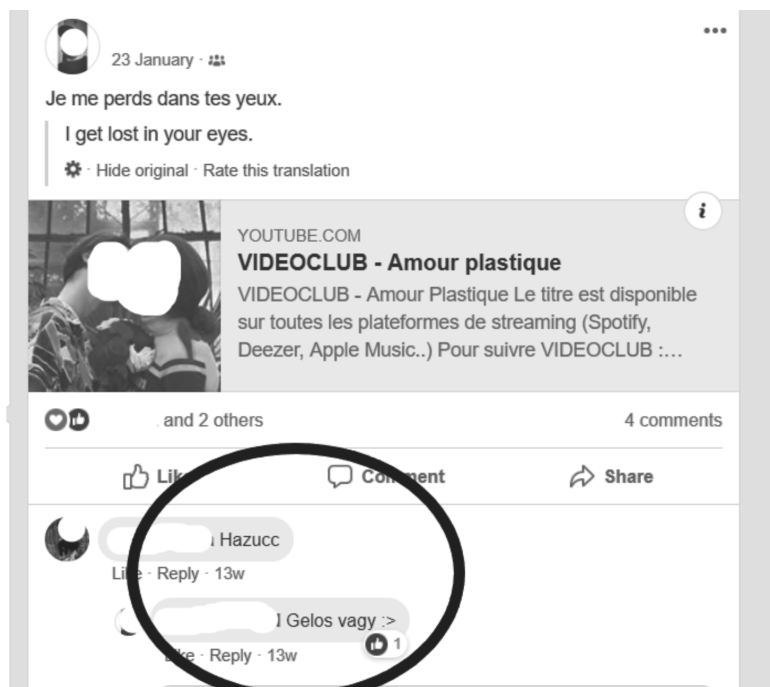 23 January ·
Je me perds dans tes yeux.
I get lost in your eyes.
· Hide original · Rate this translation
YOUTUBE.COM
VIDEOCLUB - Amour plastique
VIDEOCLUB - Amour Plastique Le titre est disponible
sur toutes les plateformes de streaming (Spotify,
Deezer, Apple Music..) Pour suivre VIDEOCLUB :...
and 2 others
4 comments
Like
Comment
Share
Hazucc
Like · Reply · 13w
Gelos vagy :>
1
Like · Reply · 13w